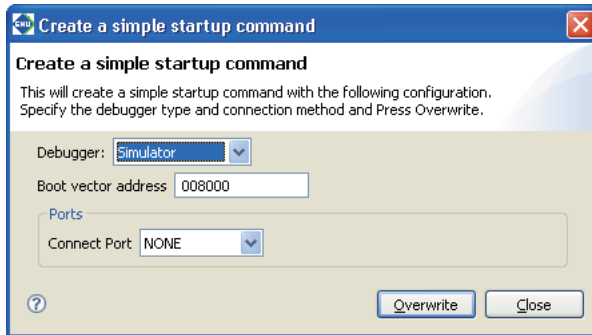 GNU Create a simple startup command
Create a simple startup command
This will create a simple startup command with the following configuration.
Specify the debugger type and connection method and Press Overwrite.
Debugger: Simulator
Boot vector address 008000
Ports
Connect Port NONE
? Overwrite Close